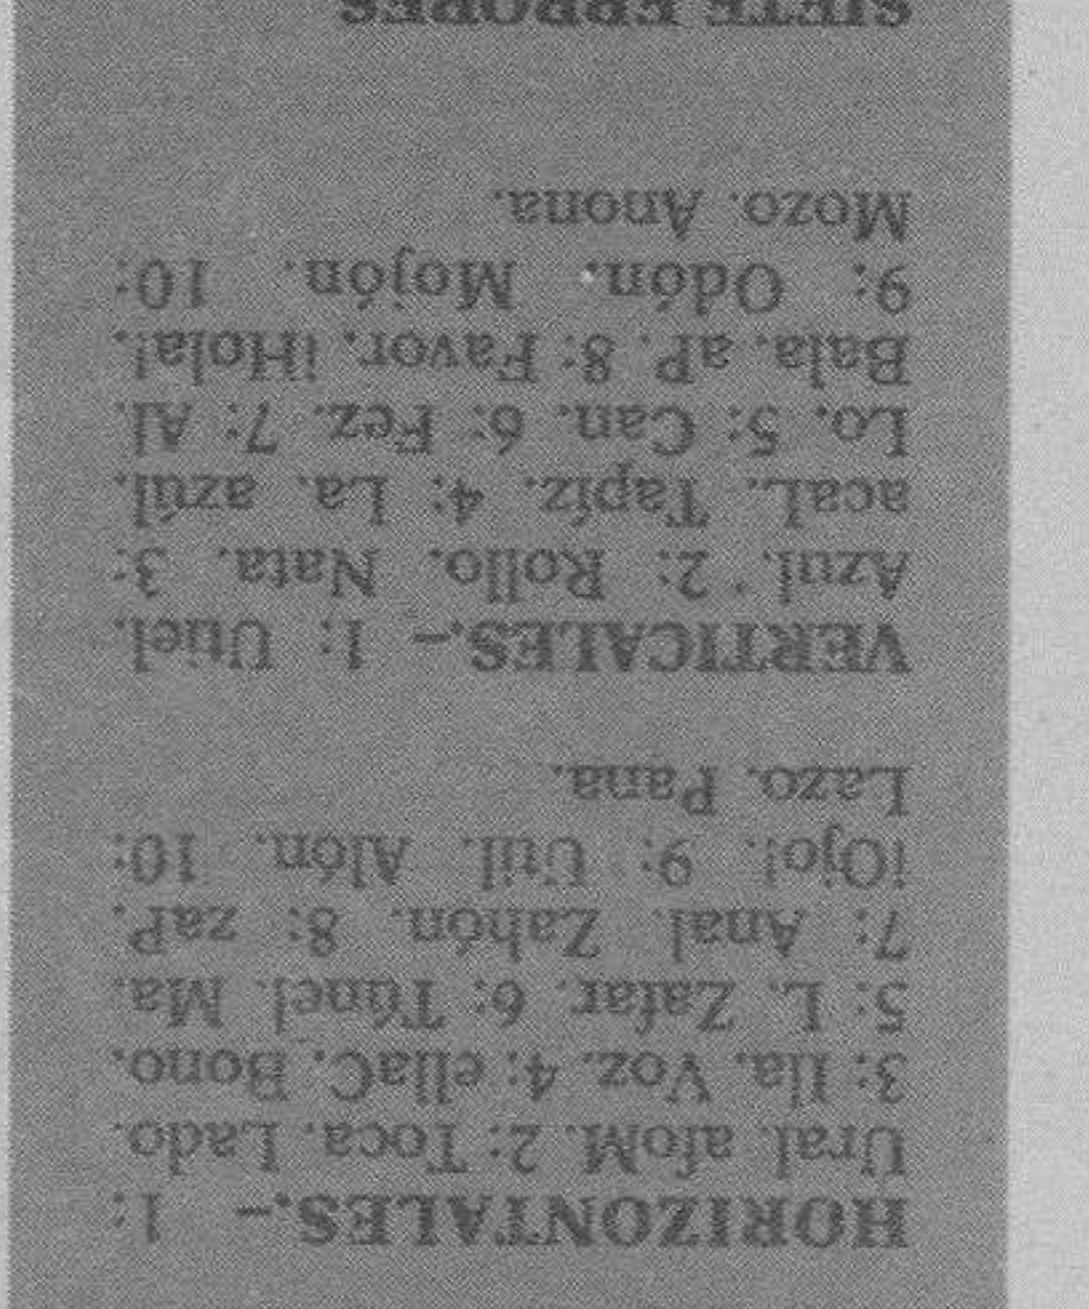 HORIZONTALES.– 1:
Ural. afoM. 2: Toca. Lado.
3: Ila. Voz. 4: ellaC. Bono.
5: L. Zafar. 6: Túnel. Ma.
7: Anal. Zahón. 8: zaP.
¡Ojo!. 9: Util. Alón. 10:
Lazo. Pana.
VERTICALES.– 1: Utiel.
Azul. 2: Rollo. Nata. 3:
acaL. Tapíz. 4: La. azúl.
Lo. 5: Can. 6: Fez. 7: Al.
Bala. aP. 8: Favor. ¡Hola!.
9: Odón. Mojón. 10:
Mozo. Anona.
SIETE ERRORES